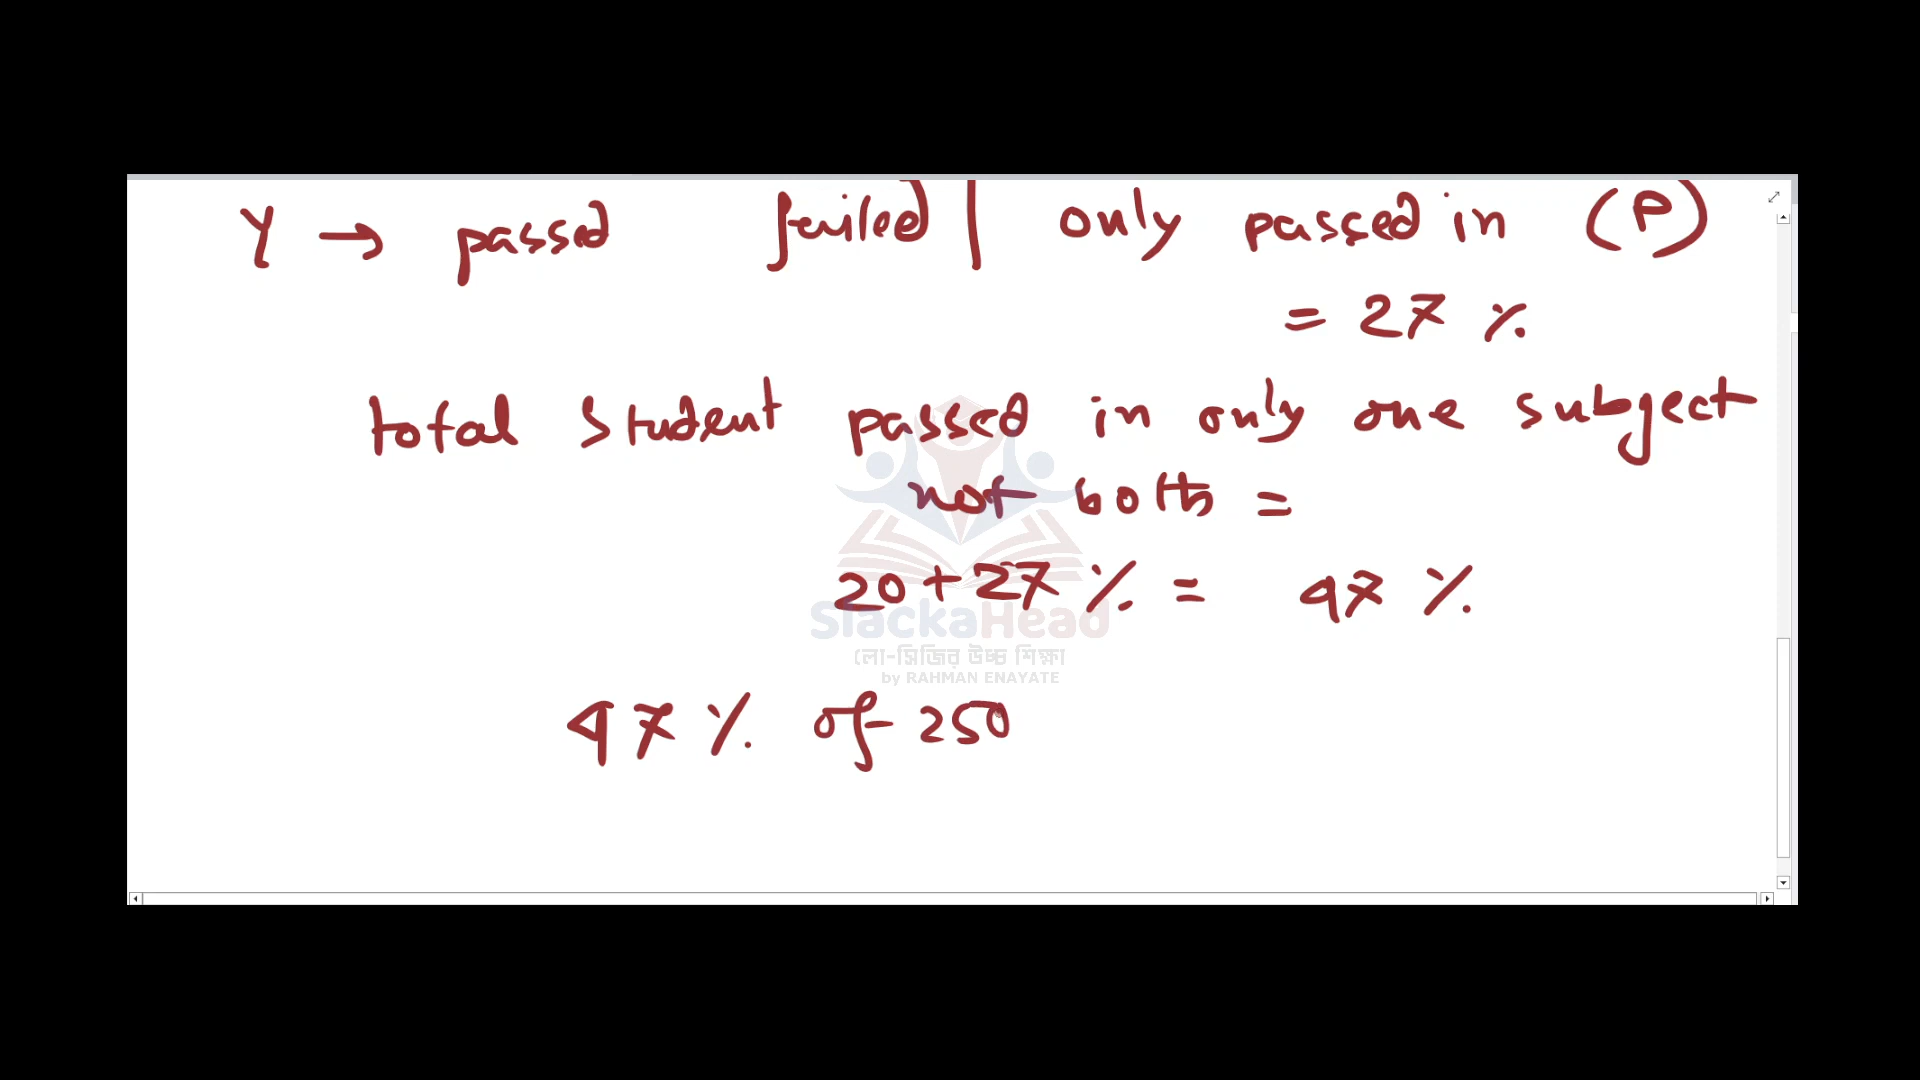 Y → passed failed | only passed in (P)
= 27 %
total student passed in only one subject
not both =
20 + 27 % = 47 %
SlackaHead
লো-সিজির উচ্চ শিক্ষা
by RAHMAN ENAYATE
47 % of 250